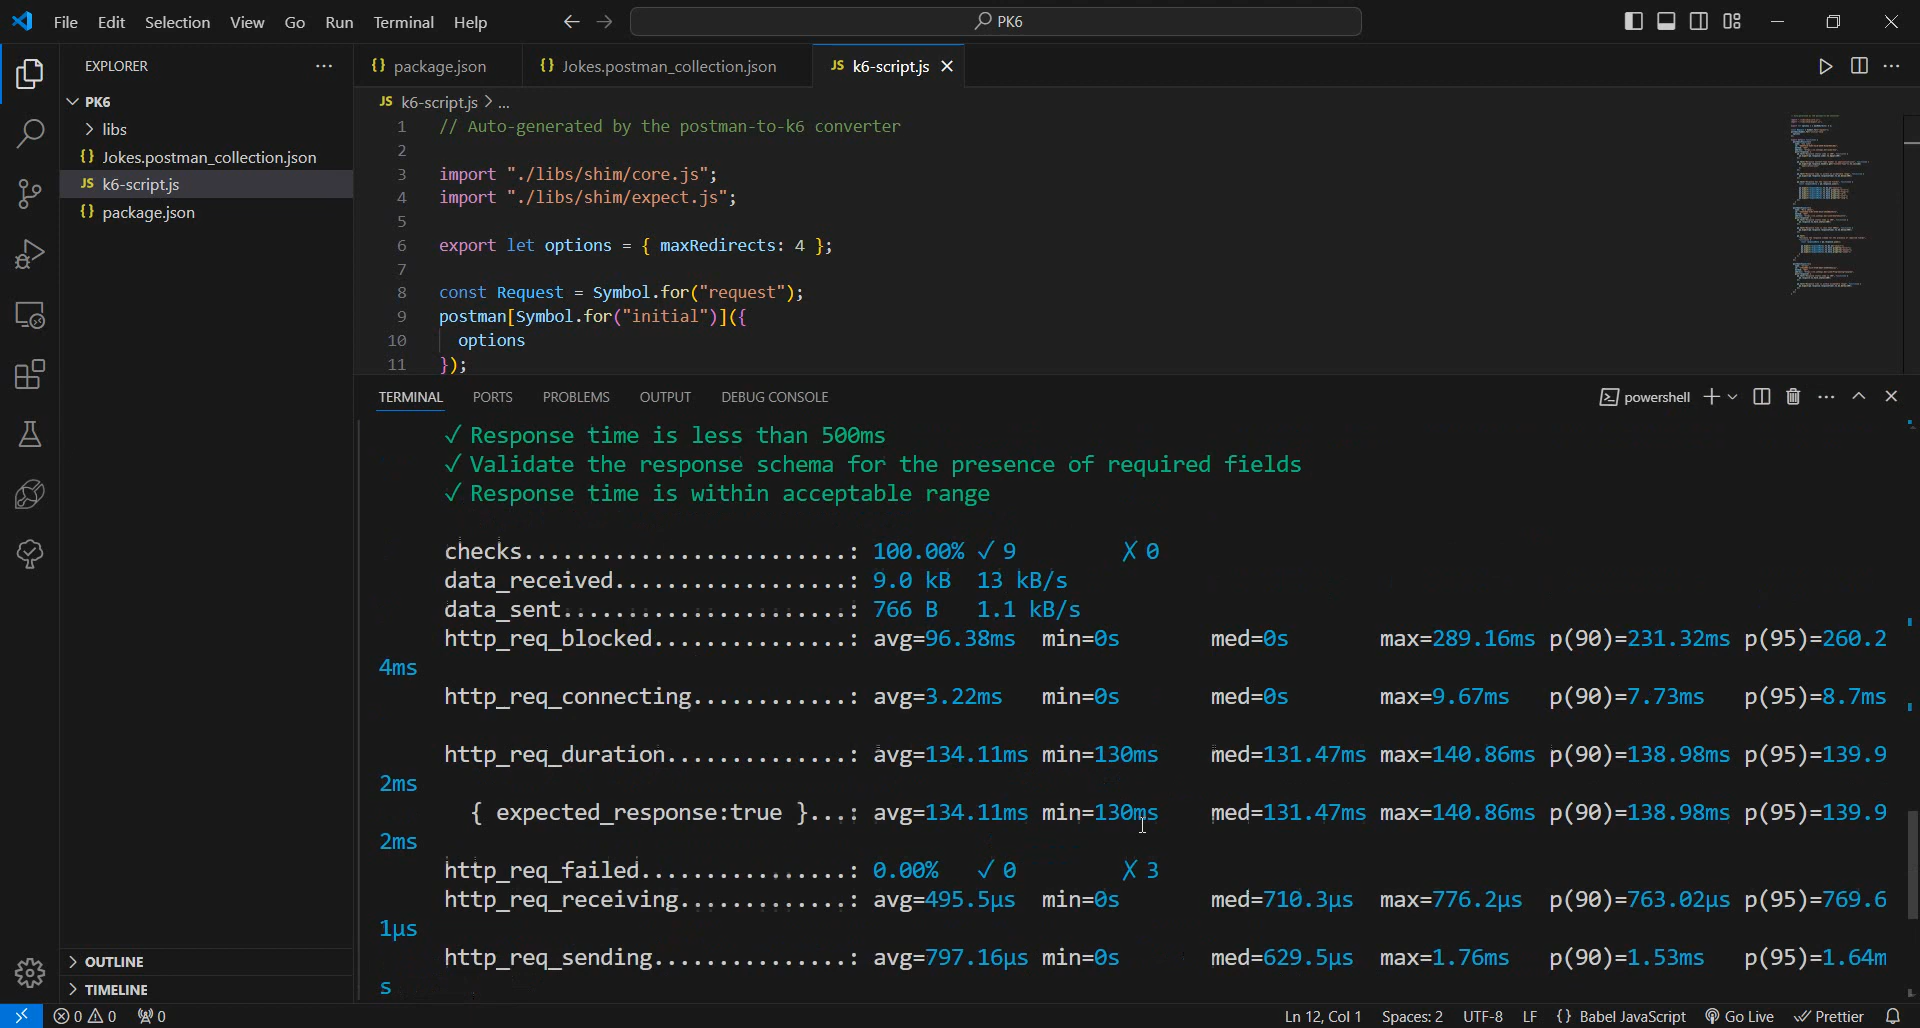 File Edit Selection View Go Run Terminal Help
PK6
EXPLORER
PK6
libs
{} Jokes.postman_collection.json
JS k6-script.js
{} package.json
OUTLINE
TIMELINE
{} package.json
{} Jokes.postman_collection.json
JS k6-script.js
JS k6-script.js > ...
1 // Auto-generated by the postman-to-k6 converter
2
3 import "./libs/shim/core.js";
4 import "./libs/shim/expect.js";
5
6 export let options = { maxRedirects: 4 };
7
8 const Request = Symbol.for("request");
9 postman[Symbol.for("initial")]({
10 options
11 });
TERMINAL PORTS PROBLEMS OUTPUT DEBUG CONSOLE
powershell
✓ Response time is less than 500ms
✓ Validate the response schema for the presence of required fields
✓ Response time is within acceptable range
checks.........................: 100.00% ✓ 9 ✗ 0
data_received..................: 9.0 kB 13 kB/s
data_sent......................: 766 B 1.1 kB/s
http_req_blocked...............: avg=96.38ms min=0s med=0s max=289.16ms p(90)=231.32ms p(95)=260.2
4ms
http_req_connecting............: avg=3.22ms min=0s med=0s max=9.67ms p(90)=7.73ms p(95)=8.7ms
http_req_duration..............: avg=134.11ms min=130ms med=131.47ms max=140.86ms p(90)=138.98ms p(95)=139.9
2ms
{ expected_response:true }...: avg=134.11ms min=130ms med=131.47ms max=140.86ms p(90)=138.98ms p(95)=139.9
2ms
http_req_failed................: 0.00% ✓ 0 ✗ 3
http_req_receiving.............: avg=495.5µs min=0s med=710.3µs max=776.2µs p(90)=763.02µs p(95)=769.6
1µs
http_req_sending...............: avg=797.16µs min=0s med=629.5µs max=1.76ms p(90)=1.53ms p(95)=1.64m
s
0 0 0
Ln 12, Col 1 Spaces: 2 UTF-8 LF {} Babel JavaScript Go Live Prettier